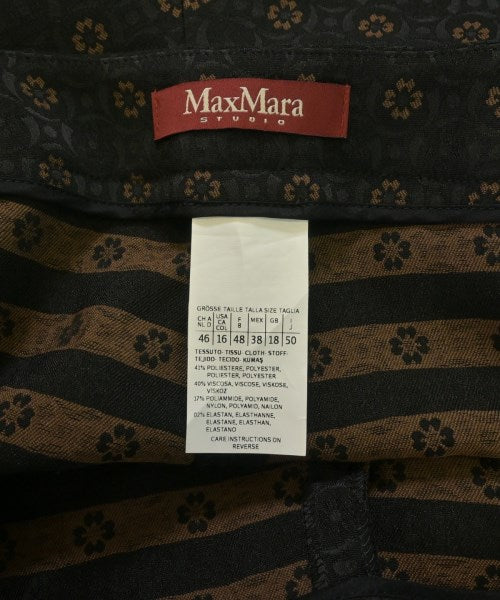 MaxMara
STUDIO
GRÖSSE TAILLE TALLA SIZE TAGLIA
CH A NL D USA CA COL F B MEX GB I J
46 16 48 38 18 50
TESSUTO-TISSU-CLOTH-STOFF-
TEJIDO-TECIDO-KUMAŞ
41% POLIESTERE, POLYESTER,
POLIESTER, POLYESTER
40% VISCOSA, VISCOSE, VISKOSE,
VISKOZ
17% POLIAMMIDE, POLYAMIDE,
NYLON, POLYAMID, NAILON
02% ELASTAN, ELASTHANNE,
ELASTANE, ELASTHAN,
ELASTANO
CARE INSTRUCTIONS ON
REVERSE